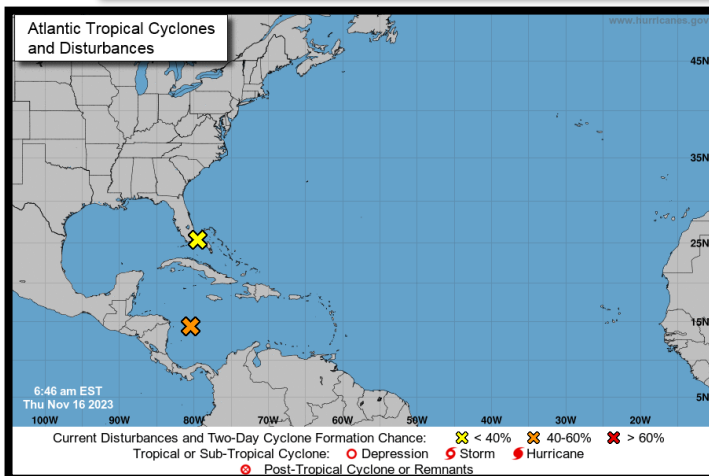 Atlantic Tropical Cyclones
and Disturbances
www.hurricanes.gov
45N
35N
25N
15N
5N
6:46 am EST
Thu Nov 16 2023
100W 90W 80W 70W 60W 50W 40W 30W 20W
Current Disturbances and Two-Day Cyclone Formation Chance: < 40% 40-60% > 60%
Tropical or Sub-Tropical Cyclone: Depression Storm Hurricane
Post-Tropical Cyclone or Remnants